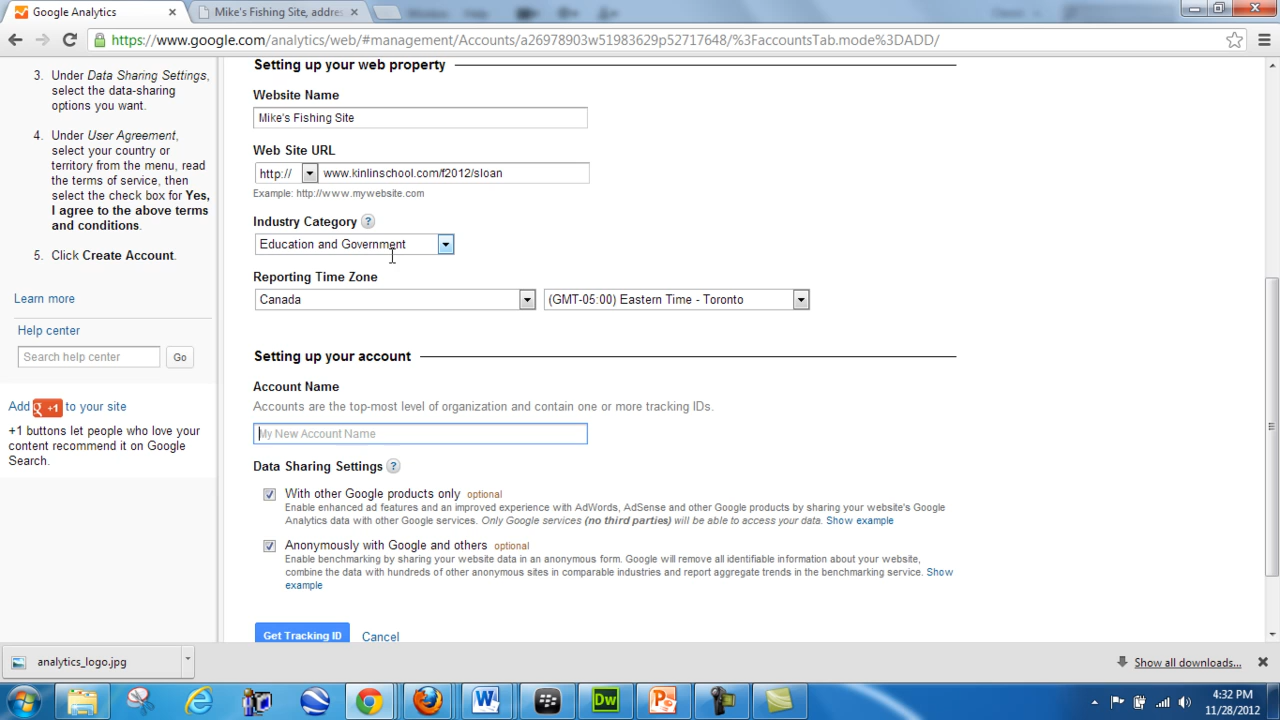 Google Analytics
Mike's Fishing Site, addres
https://www.google.com/analytics/web/#management/Accounts/a26978903w51983629p52717648/%3FaccountsTab.mode%3DADD/
3. Under Data Sharing Settings,
select the data-sharing
options you want.
4. Under User Agreement,
select your country or
territory from the menu, read
the terms of service, then
select the check box for Yes,
I agree to the above terms
and conditions.
5. Click Create Account.
Learn more
Help center
Search help center
Go
Add g +1 to your site
+1 buttons let people who love your
content recommend it on Google
Search.
Setting up your web property
Website Name
Mike's Fishing Site
Web Site URL
http:// www.kinlinschool.com/f2012/sloan
Example: http://www.mywebsite.com
Industry Category ?
Education and Government
Reporting Time Zone
Canada (GMT-05:00) Eastern Time - Toronto
Setting up your account
Account Name
Accounts are the top-most level of organization and contain one or more tracking IDs.
My New Account Name
Data Sharing Settings ?
With other Google products only optional
Enable enhanced ad features and an improved experience with AdWords, AdSense and other Google products by sharing your website's Google
Analytics data with other Google services. Only Google services (no third parties) will be able to access your data. Show example
Anonymously with Google and others optional
Enable benchmarking by sharing your website data in an anonymous form. Google will remove all identifiable information about your website,
combine the data with hundreds of other anonymous sites in comparable industries and report aggregate trends in the benchmarking service. Show
example
Get Tracking ID Cancel
analytics_logo.jpg
Show all downloads...
Dw
4:32 PM
11/28/2012